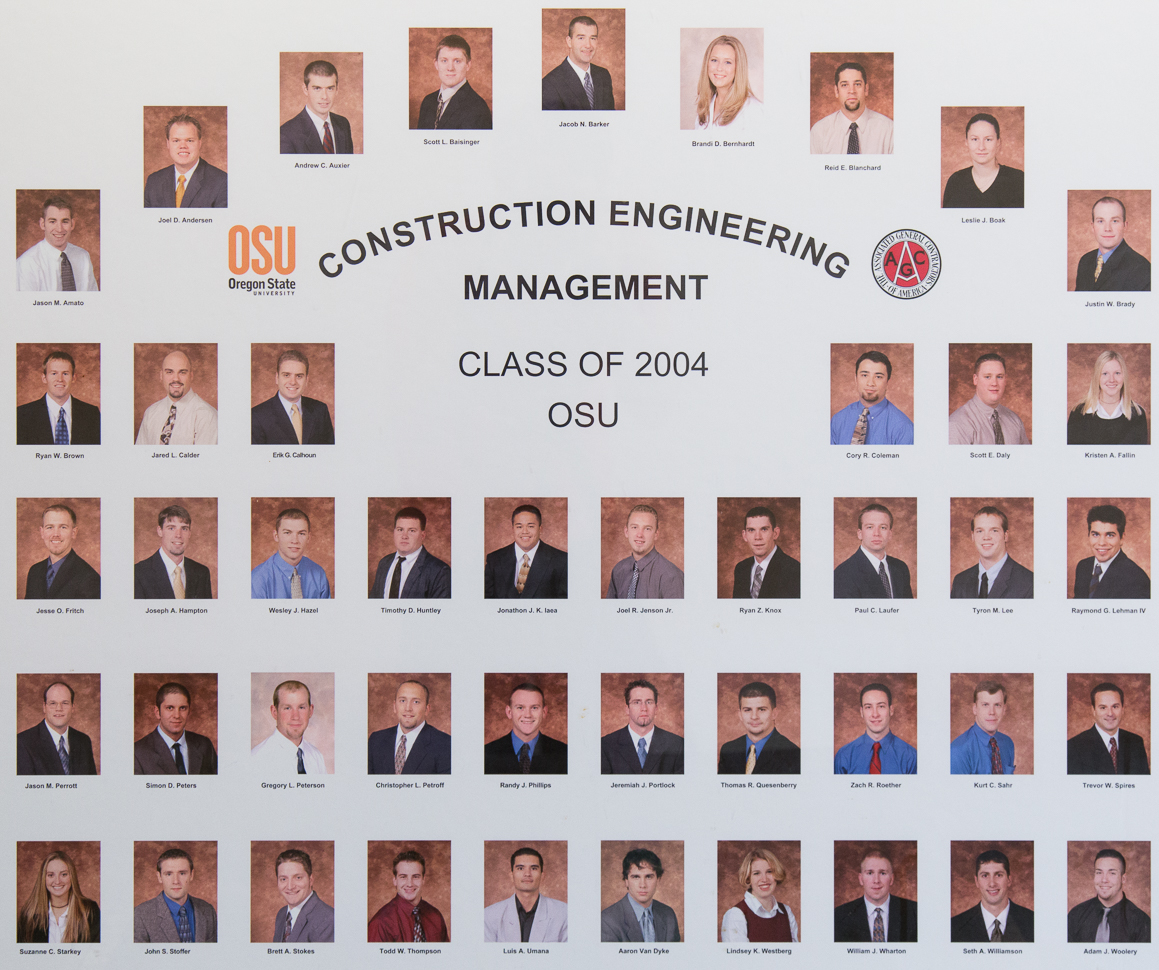 Jacob N. Barker
Scott L. Baisinger
Brandi D. Bernhardt
Andrew C. Auxier
Reid E. Blanchard
Joel D. Andersen
Leslie J. Boak
Jason M. Amato
Justin W. Brady
OSU
Oregon State
UNIVERSITY
CONSTRUCTION ENGINEERING
MANAGEMENT
ASSOCIATED GENERAL CONTRACTORS
THE OF AMERICA
AGC
CLASS OF 2004
OSU
Ryan W. Brown
Jared L. Calder
Erik G. Calhoun
Cory R. Coleman
Scott E. Daly
Kristen A. Fallin
Jesse O. Fritch
Joseph A. Hampton
Wesley J. Hazel
Timothy D. Huntley
Jonathon J. K. Iaea
Joel R. Jenson Jr.
Ryan Z. Knox
Paul C. Laufer
Tyron M. Lee
Raymond G. Lehman IV
Jason M. Perrott
Simon D. Peters
Gregory L. Peterson
Christopher L. Petroff
Randy J. Phillips
Jeremiah J. Portlock
Thomas R. Quesenberry
Zach R. Roether
Kurt C. Sahr
Trevor W. Spires
Suzanne C. Starkey
John S. Stoffer
Brett A. Stokes
Todd W. Thompson
Luis A. Umana
Aaron Van Dyke
Lindsey K. Westberg
William J. Wharton
Seth A. Williamson
Adam J. Woolery